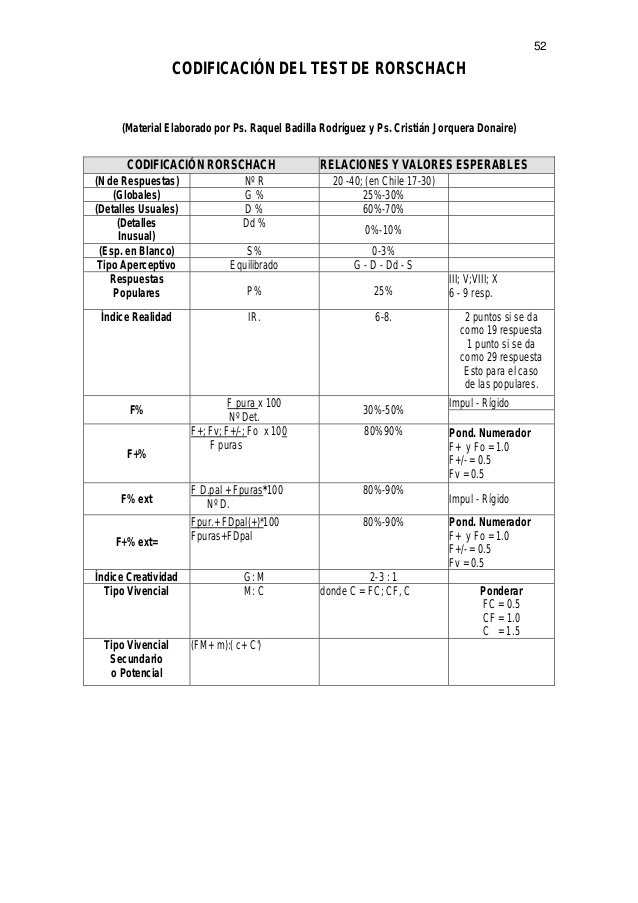 52
CODIFICACIÓN DEL TEST DE RORSCHACH
(Material Elaborado por Ps. Raquel Badilla Rodríguez y Ps. Cristián Jorquera Donaire)
CODIFICACIÓN RORSCHACH RELACIONES Y VALORES ESPERABLES
(N de Respuestas) Nº R 20 -40; (en Chile 17-30)
(Globales) G % 25%-30%
(Detalles Usuales) D % 60%-70%
(Detalles Dd %
Inusual) 0%-10%
(Esp. en Blanco) S% 0-3%
Tipo Aperceptivo Equilibrado G - D - Dd - S
Respuestas III; V;VIII; X
Populares P% 25% 6 - 9 resp.
Índice Realidad IR. 6-8. 2 puntos si se da
como 19 respuesta
1 punto si se da
como 29 respuesta
Esto para el caso
de las populares.
F% F pura x 100 30%-50% Impul - Rígido
Nº Det.
F+; Fv; F+/-; Fo x 100 80%90% Pond. Numerador
F puras F+ y Fo = 1.0
F+% F+/- = 0.5
Fv = 0.5
F% ext F D.pal + Fpuras*100 80%-90% Impul - Rígido
Nº D.
Fpur.+ FDpal(+)*100 80%-90% Pond. Numerador
F+% ext= Fpuras+FDpal F+ y Fo = 1.0
F+/- = 0.5
Fv = 0.5
Índice Creatividad G: M 2-3 : 1
Tipo Vivencial M: C donde C = FC; CF, C Ponderar
FC = 0.5
CF = 1.0
C = 1.5
Tipo Vivencial (FM+ m):( c+ C')
Secundario
o Potencial